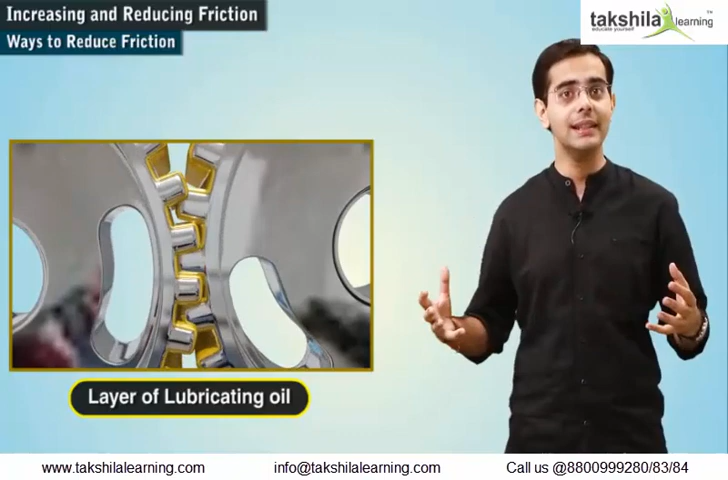 Increasing and Reducing Friction
Ways to Reduce Friction
takshila learning™
educate yourself
Layer of Lubricating oil
www.takshilalearning.com info@takshilalearning.com Call us @8800999280/83/84